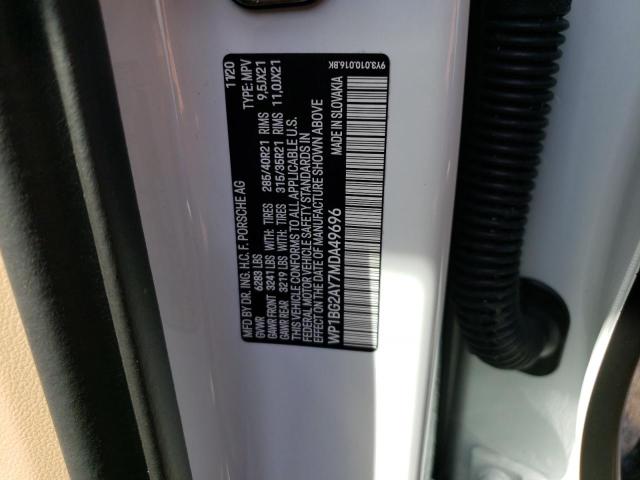 MFD BY DR. ING. H.C. F. PORSCHE AG 11/20
GVWR 6283 LBS TYPE: MPV
GAWR FRONT 3241 LBS WITH: TIRES 285/40R21 RIMS 9,5JX21
GAWR REAR 3219 LBS WITH: TIRES 315/35R21 RIMS 11,0JX21
THIS VEHICLE CONFORMS TO ALL APPLICABLE U.S.
FEDERAL MOTOR VEHICLE SAFETY STANDARDS IN
EFFECT ON THE DATE OF MANUFACTURE SHOWN ABOVE
WP1BG2AY7MDA49696 MADE IN SLOVAKIA
9Y3.010.016.BK